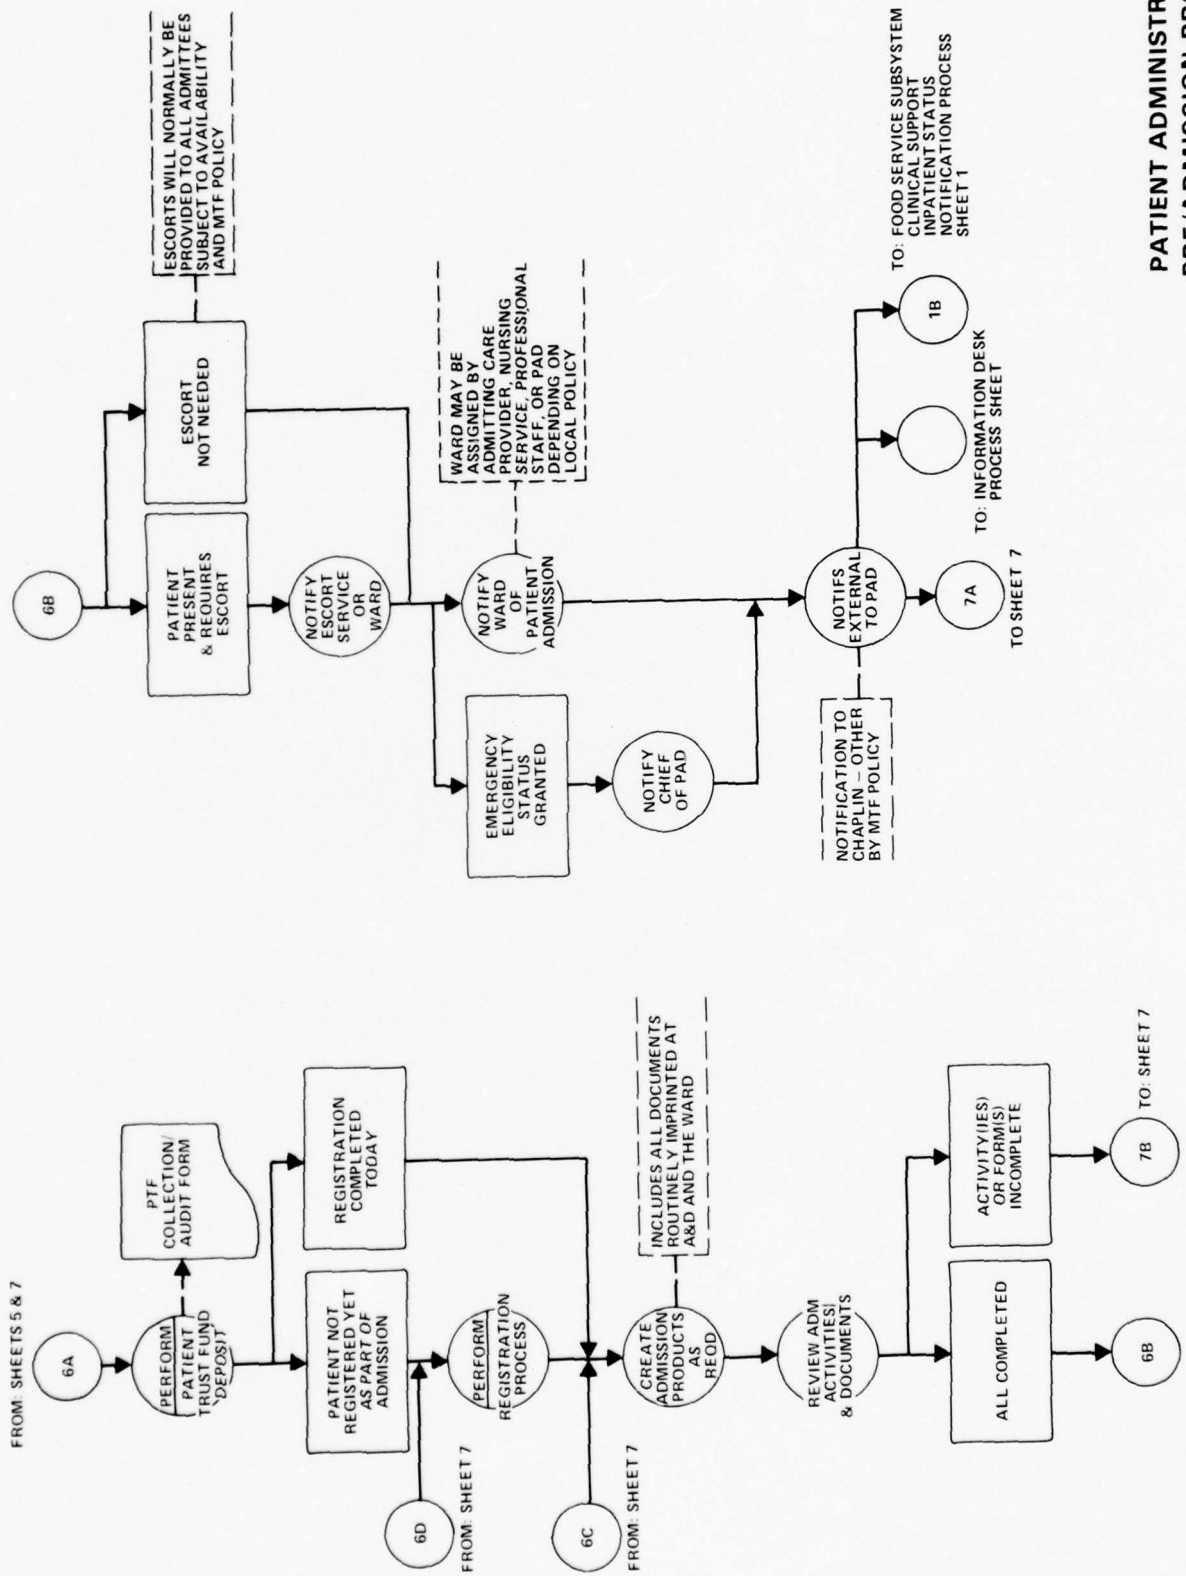 FROM: SHEETS 5 & 7
6A
PERFORM
PATIENT
TRUST FUND
DEPOSIT
PTF
COLLECTION/
AUDIT FORM
PATIENT NOT
REGISTERED YET
AS PART OF
ADMISSION
REGISTRATION
COMPLETED
TODAY
6D
FROM: SHEET 7
PERFORM
REGISTRATION
PROCESS
6C
FROM: SHEET 7
CREATE
ADMISSION
PRODUCTS
AS
REQD
INCLUDES ALL DOCUMENTS
ROUTINELY IMPRINTED AT
A&D AND THE WARD
REVIEW ADM
ACTIVITIES/
& DOCUMENTS
ALL COMPLETED
ACTIVITY(IES)
OR FORM(S)
INCOMPLETE
6B
7B
TO: SHEET 7
6B
PATIENT
PRESENT
& REQUIRES
ESCORT
ESCORT
NOT NEEDED
ESCORTS WILL NORMALLY BE
PROVIDED TO ALL ADMITTEES
SUBJECT TO AVAILABILITY
AND MTF POLICY
NOTIFY
ESCORT
SERVICE
OR
WARD
EMERGENCY
ELIGIBILITY
STATUS
GRANTED
NOTIFY
WARD
OF
PATIENT
ADMISSION
WARD MAY BE
ASSIGNED BY
ADMITTING CARE
PROVIDER, NURSING
SERVICE, PROFESSIONAL
STAFF, OR PAD
DEPENDING ON
LOCAL POLICY
NOTIFY
CHIEF
OF PAD
NOTIFICATION TO
CHAPLIN – OTHER
BY MTF POLICY
NOTIFS
EXTERNAL
TO PAD
7A
TO SHEET 7
TO: INFORMATION DESK
PROCESS SHEET
1B
TO: FOOD SERVICE SUBSYSTEM
CLINICAL SUPPORT
INPATIENT STATUS
NOTIFICATION PROCESS
SHEET 1
PATIENT ADMINISTR